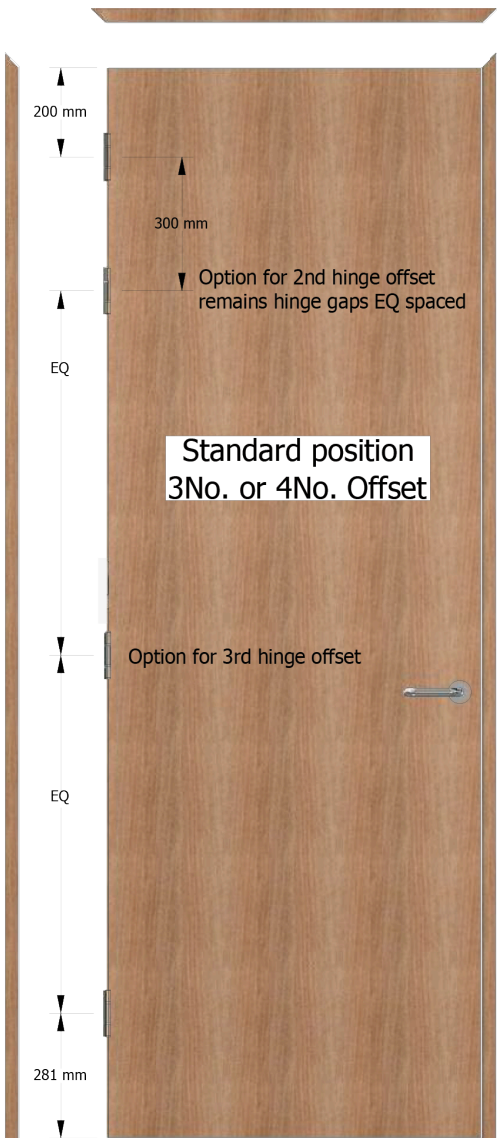 200 mm
300 mm
Option for 2nd hinge offset
remains hinge gaps EQ spaced
EQ
Standard position
3No. or 4No. Offset
Option for 3rd hinge offset
EQ
281 mm